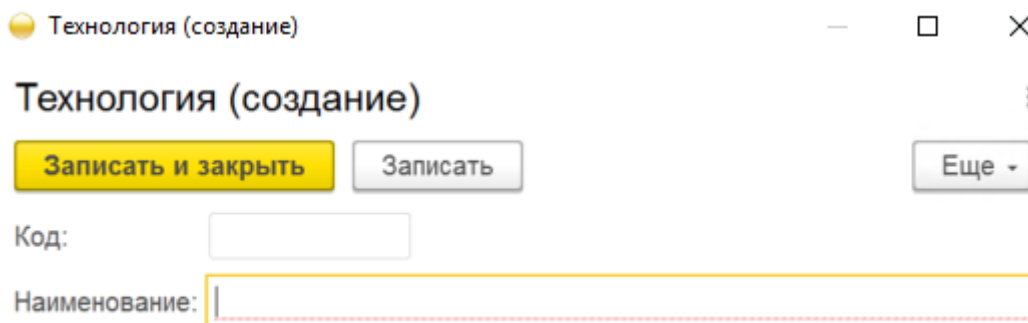 Технология (создание)
Технология (создание)
Записать и закрыть Записать Еще
Код:
Наименование: